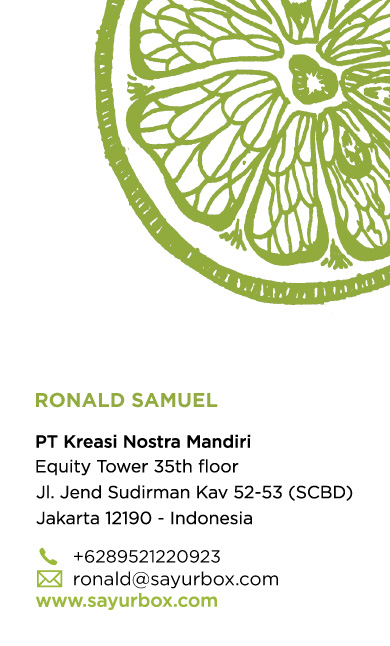 RONALD SAMUEL
PT Kreasi Nostra Mandiri
Equity Tower 35th floor
Jl. Jend Sudirman Kav 52-53 (SCBD)
Jakarta 12190 - Indonesia
+6289521220923
ronald@sayurbox.com
www.sayurbox.com